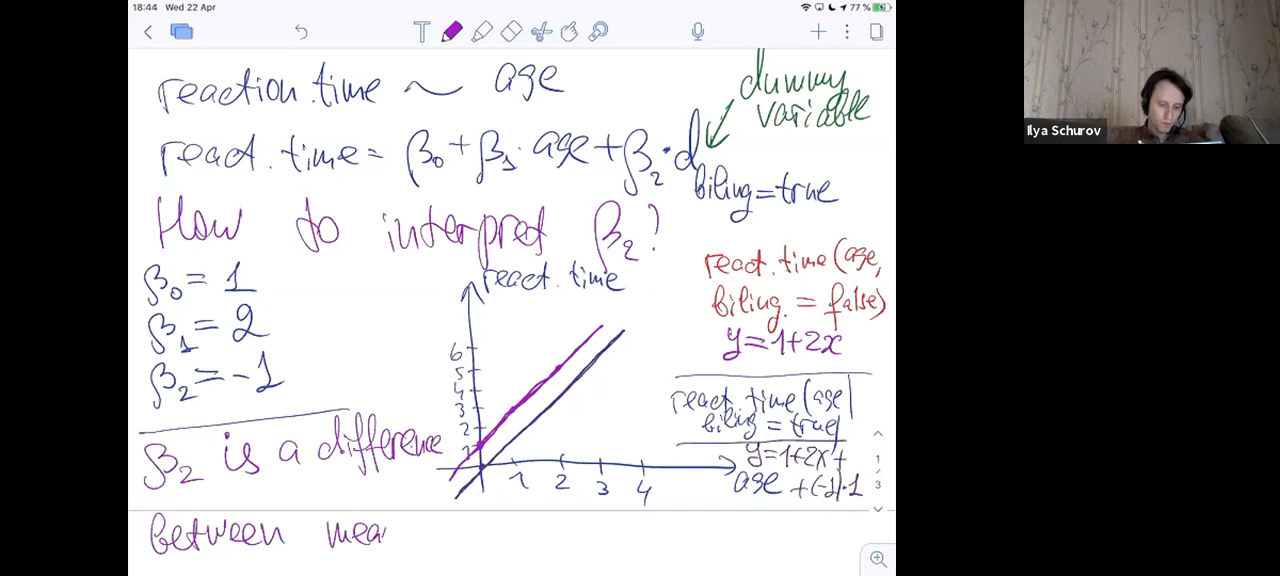 18:44 Wed 22 Apr
77 %
T
Ilya Schurov
reaction.time ~ age
dummy
variable
react.time = β₀ + β₁· age + β₂ · d biling = true
How to interpret β₂?
β₀ = 1
β₁ = 2
β₂ = -1
react. time
6
5
4
3
2
1
1 2 3 4
age
react. time (age,
biling. = false)
y = 1+2x
react. time (age
biling = true)
y = 1+2x +
+(-1)·1
1
3
β₂ is a difference
between mea